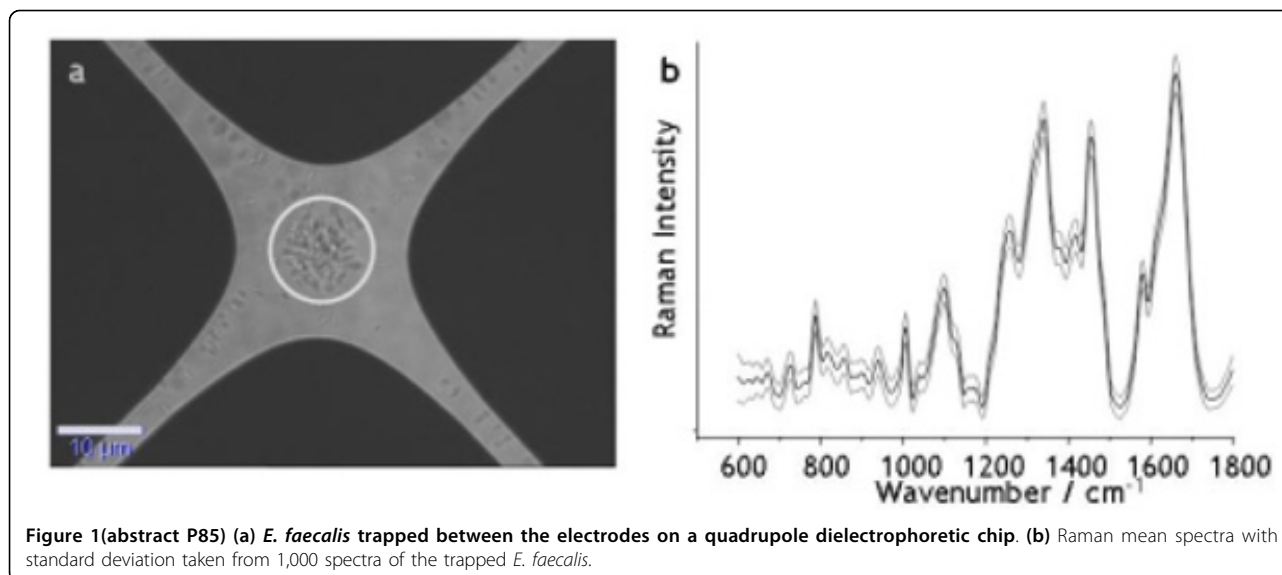 a
10 µm
b
Raman Intensity
600 800 1000 1200 1400 1600 1800
Wavenumber / cm⁻¹
Figure 1(abstract P85) (a) E. faecalis trapped between the electrodes on a quadrupole dielectrophoretic chip. (b) Raman mean spectra with
standard deviation taken from 1,000 spectra of the trapped E. faecalis.